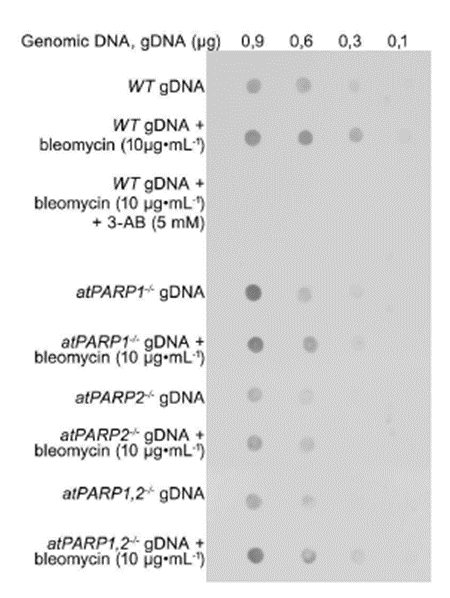 Genomic DNA, gDNA (µg) 0,9 0,6 0,3 0,1
WT gDNA
WT gDNA +
bleomycin (10µg•mL⁻¹)
WT gDNA +
bleomycin (10 µg•mL⁻¹)
+ 3-AB (5 mM)
atPARP1⁻/⁻ gDNA
atPARP1⁻/⁻ gDNA +
bleomycin (10 µg•mL⁻¹)
atPARP2⁻/⁻ gDNA
atPARP2⁻/⁻ gDNA +
bleomycin (10 µg•mL⁻¹)
atPARP1,2⁻/⁻ gDNA
atPARP1,2⁻/⁻ gDNA +
bleomycin (10 µg•mL⁻¹)